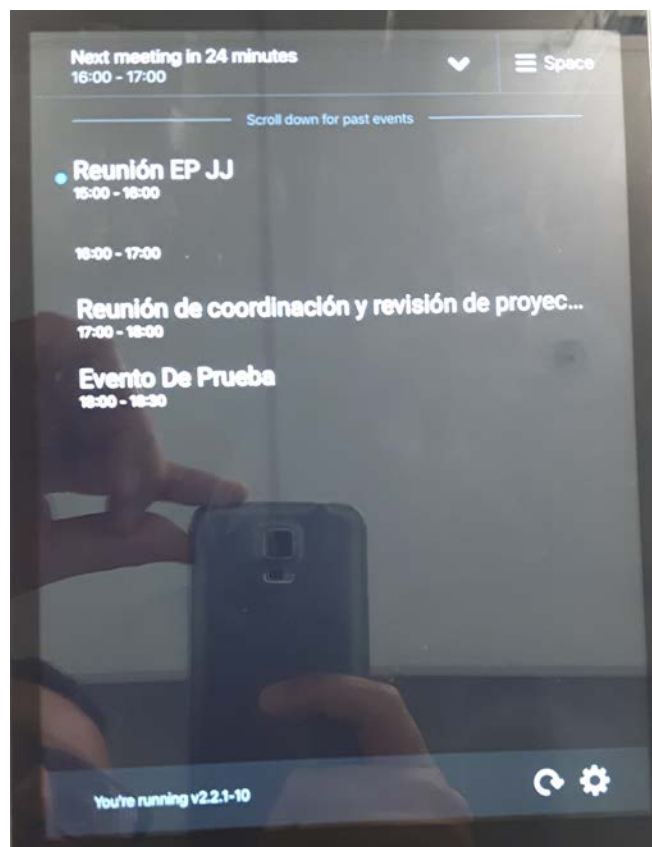 Next meeting in 24 minutes
16:00 - 17:00
Space
Scroll down for past events
Reunión EP JJ
15:00 - 16:00
16:00 - 17:00
Reunión de coordinación y revisión de proyec...
17:00 - 18:00
Evento De Prueba
18:00 - 18:30
You're running v2.2.1-10